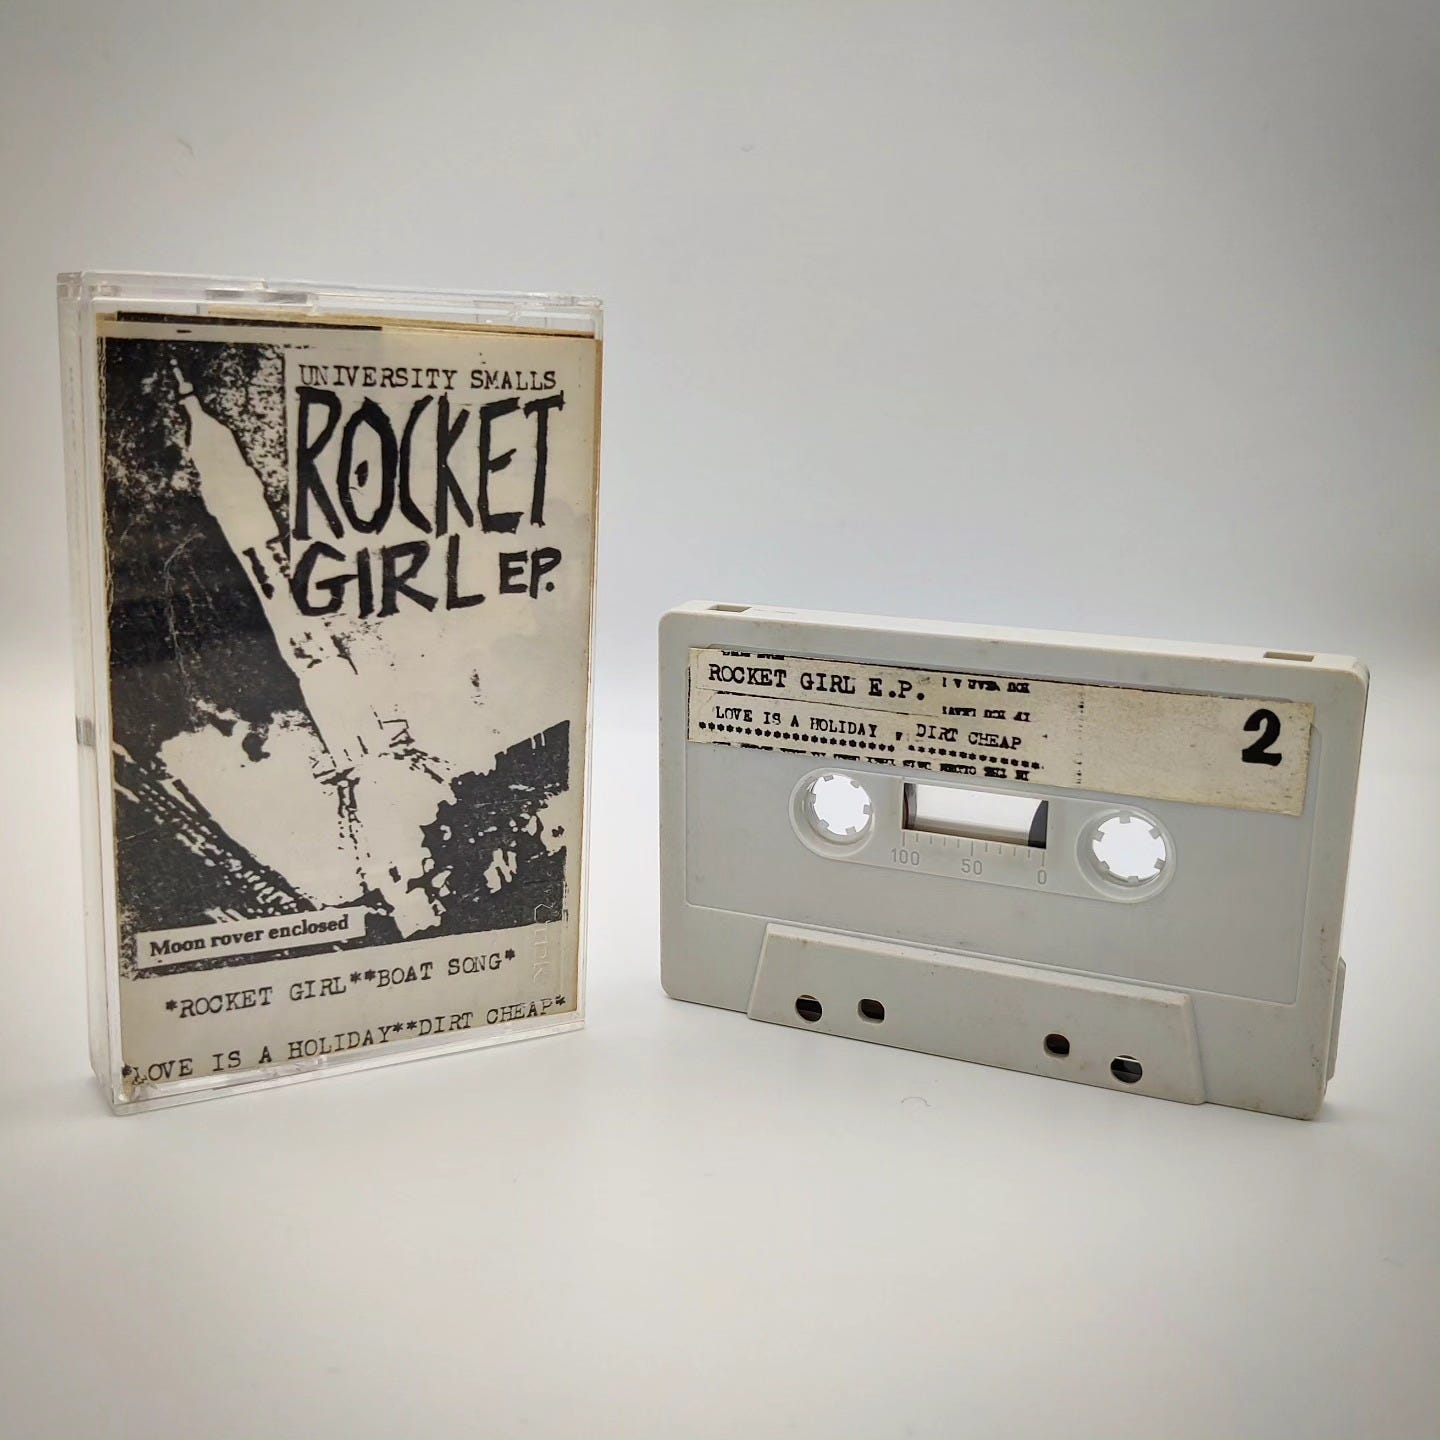 UNIVERSITY SMALLS
ROCKET
GIRL EP.
Moon rover enclosed
*ROCKET GIRL**BOAT SONG*
*LOVE IS A HOLIDAY**DIRT CHEAP*
ROCKET GIRL E.P.
LOVE IS A HOLIDAY , DIRT CHEAP
2
100 50 0